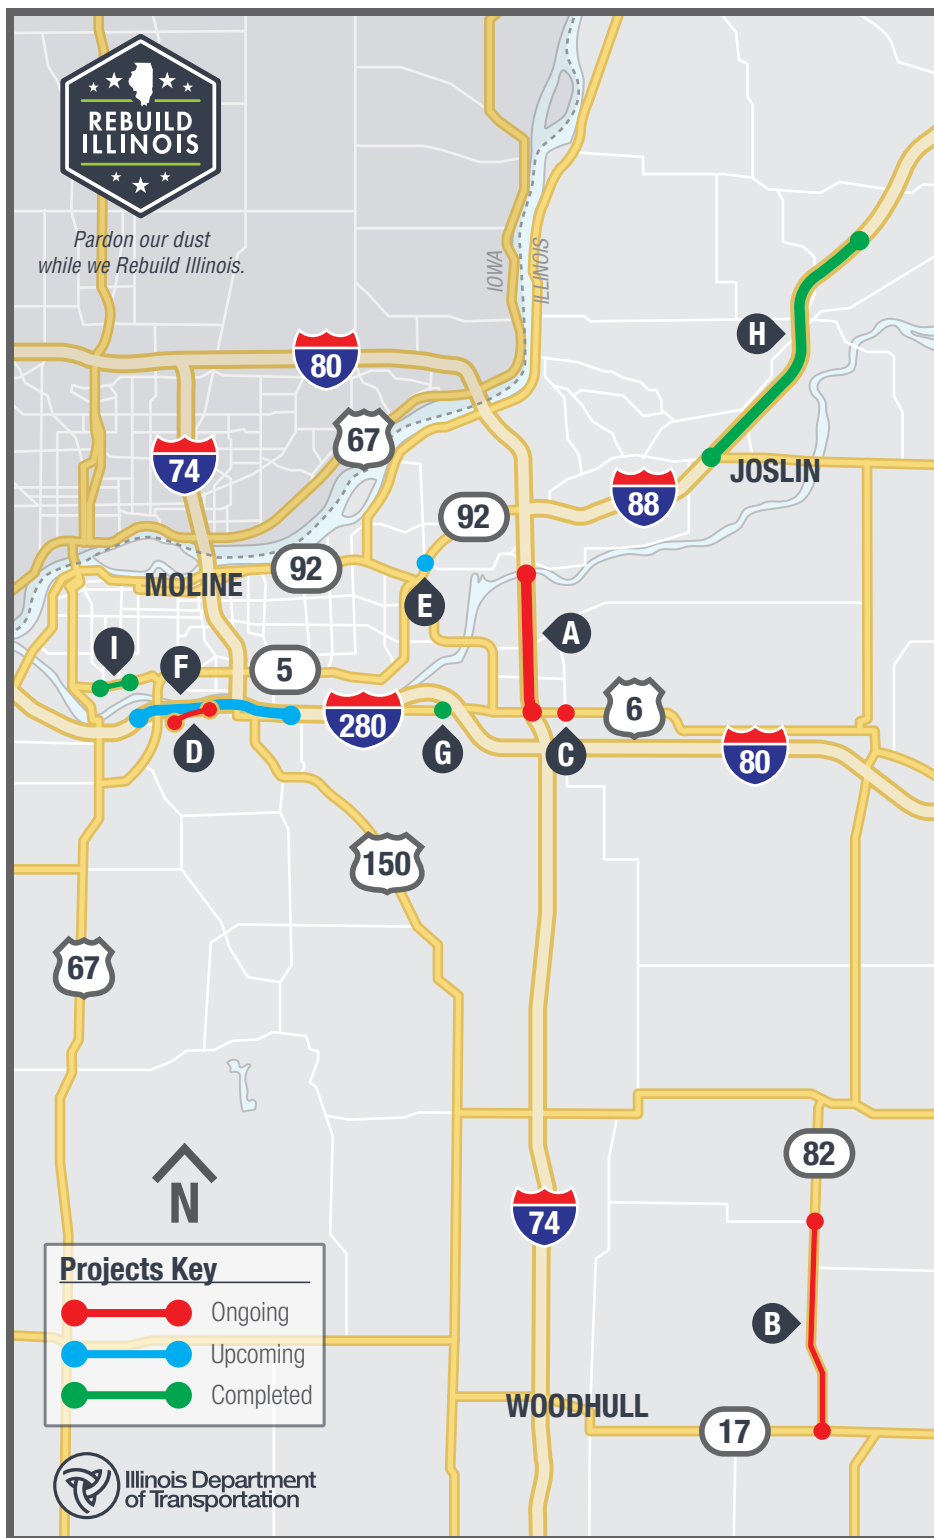 REBUILD
ILLINOIS
Pardon our dust
while we Rebuild Illinois.
IOWA
ILLINOIS
H
80
67
74
JOSLIN
88
92
92
MOLINE
E
A
I
F
5
6
280
D
G
C
80
150
67
82
N
74
Projects Key
Ongoing
Upcoming
Completed
B
WOODHULL
17
Illinois Department
of Transportation